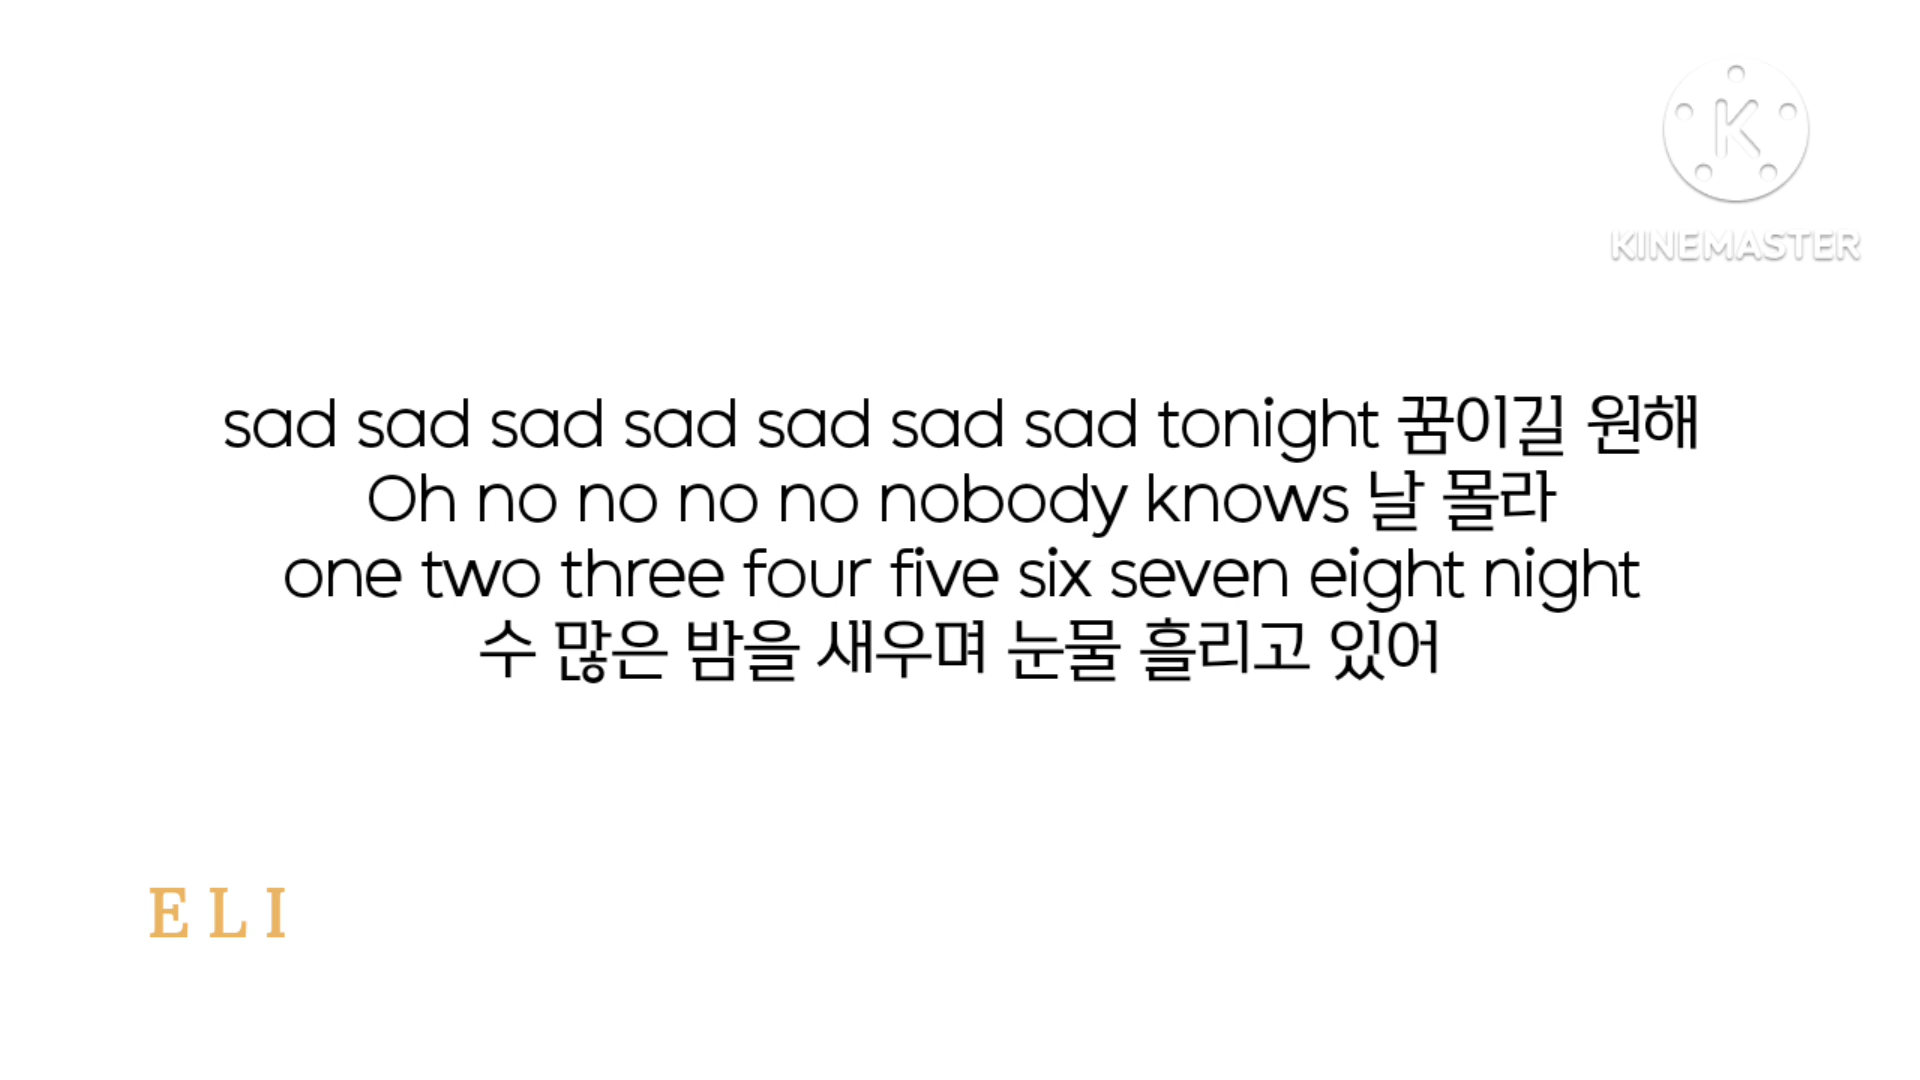 KINEMASTER
sad sad sad sad sad sad sad tonight 꿈이길 원해
Oh no no no no nobody knows 날 몰라
one two three four five six seven eight night
수 많은 밤을 새우며 눈물 흘리고 있어
ELI